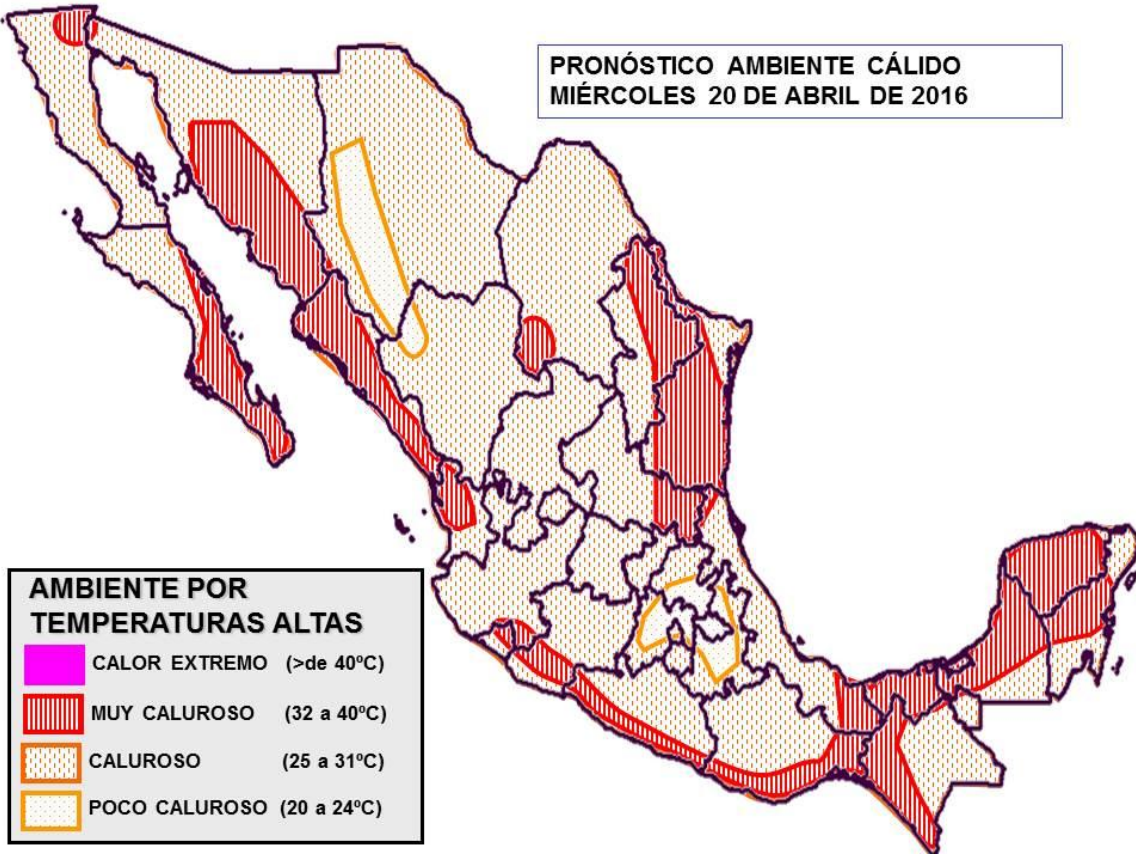 PRONÓSTICO AMBIENTE CÁLIDO
MIÉRCOLES 20 DE ABRIL DE 2016
AMBIENTE POR
TEMPERATURAS ALTAS
CALOR EXTREMO (>de 40ºC)
MUY CALUROSO (32 a 40ºC)
CALUROSO (25 a 31ºC)
POCO CALUROSO (20 a 24ºC)